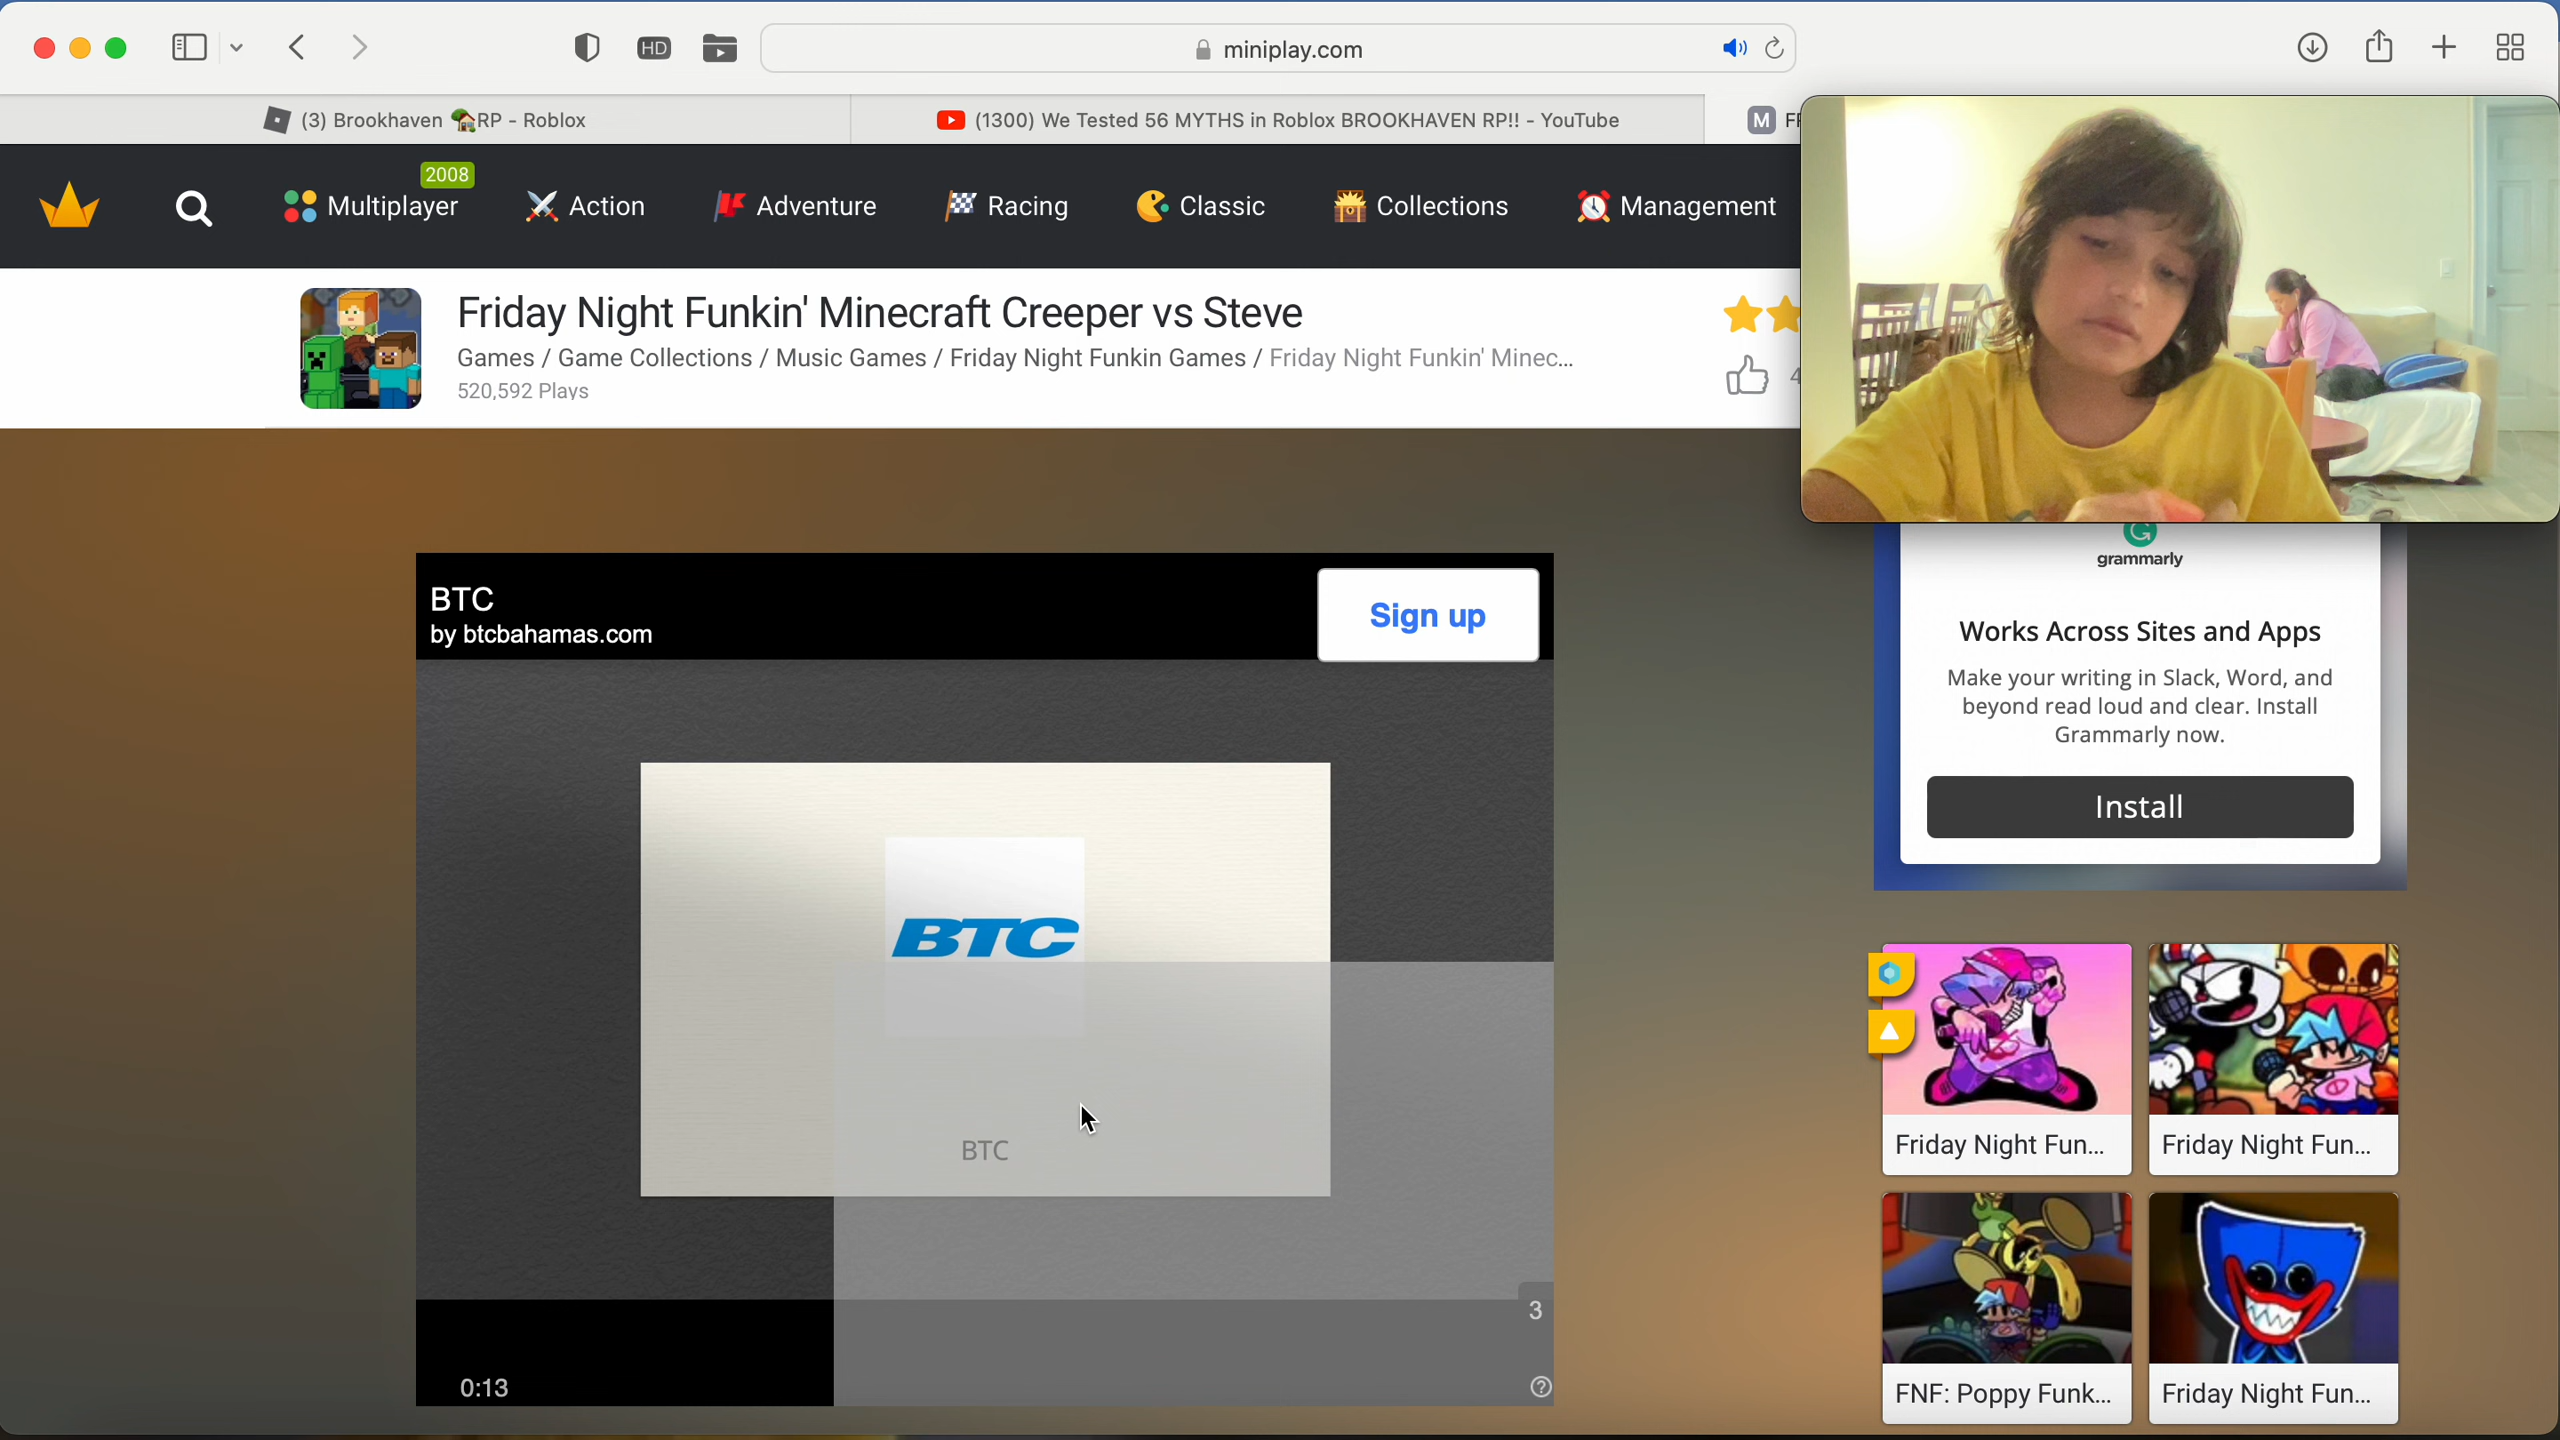 HD
miniplay.com
(3) Brookhaven 🏡RP - Roblox
(1300) We Tested 56 MYTHS in Roblox BROOKHAVEN RP!! - YouTube
M
2008
Multiplayer
Action
Adventure
Racing
Classic
Collections
Management
Friday Night Funkin' Minecraft Creeper vs Steve
Games / Game Collections / Music Games / Friday Night Funkin Games / Friday Night Funkin' Minec...
520,592 Plays
BTC
by btcbahamas.com
Sign up
BTC
BTC
3
0:13
grammarly
Works Across Sites and Apps
Make your writing in Slack, Word, and
beyond read loud and clear. Install
Grammarly now.
Install
Friday Night Fun...
Friday Night Fun...
FNF: Poppy Funk...
Friday Night Fun...